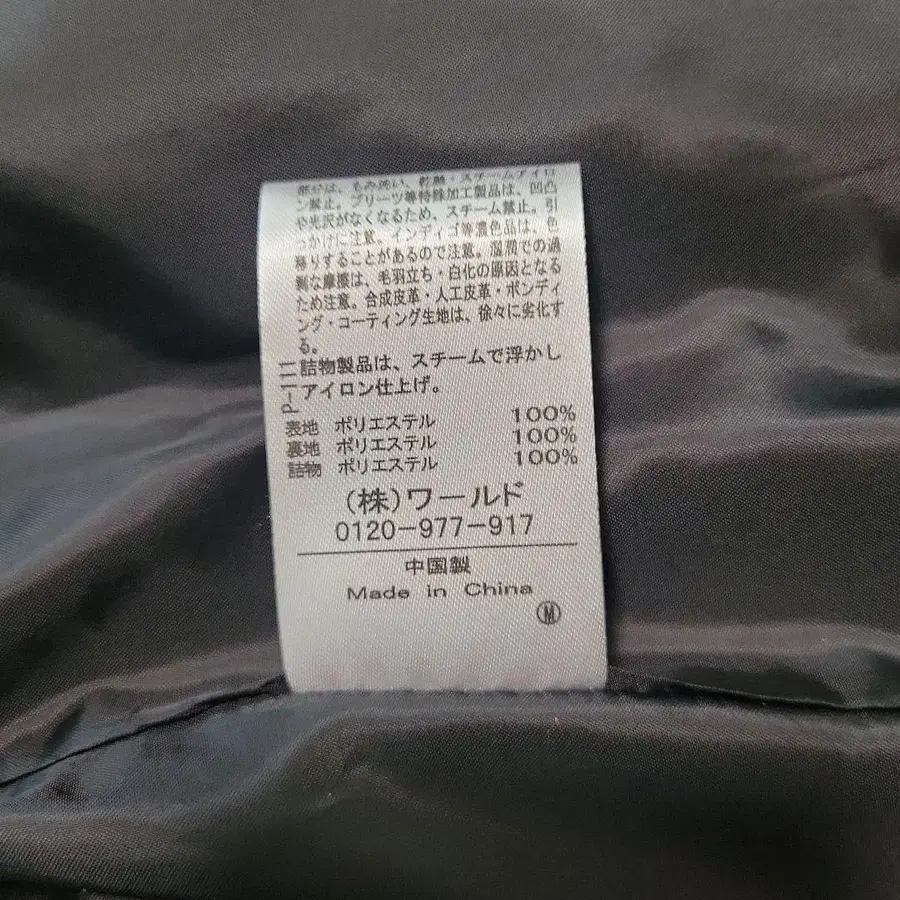 部分は、もみ洗い、乾熱・スチームアイロ
ン禁止。プリーツ等特殊加工製品は、凹凸
や光沢がなくなるため、スチーム禁止。引
っかけに注意。インディゴ等濃色品は、色
移りすることがあるので注意。湿潤での過
剰な摩擦は、毛羽立ち・白化の原因となる
ため注意。合成皮革・人工皮革・ボンディ
ング・コーティング生地は、徐々に劣化す
る。
P-111
詰物製品は、スチームで浮かし
アイロン仕上げ。
表地 ポリエステル 100%
裏地 ポリエステル 100%
詰物 ポリエステル 100%
(株)ワールド
0120-977-917
中国製
Made in China
Ⓜ